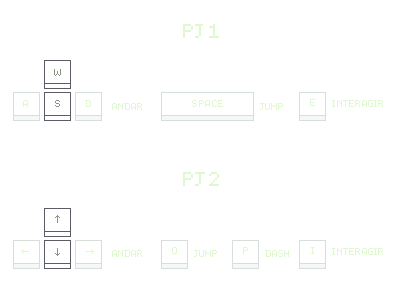 PJ1
W
A S D ANDAR SPACE JUMP E INTERAGIR
PJ2
↑
← ↓ → ANDAR O JUMP P DASH I INTERAGIR